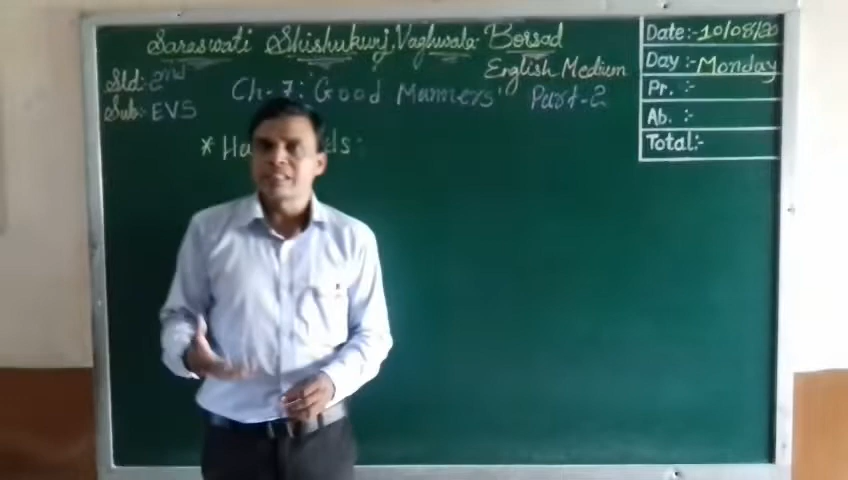 Saraswati Shishukunj, Vaghwala-Borsad
English Medium
Std:- 2nd
Sub:- EVS
Ch-7: Good Manners' Part-2
* Ha
Date:- 10/08/20
Day :- Monday
Pr. :-
Ab. :-
Total:-